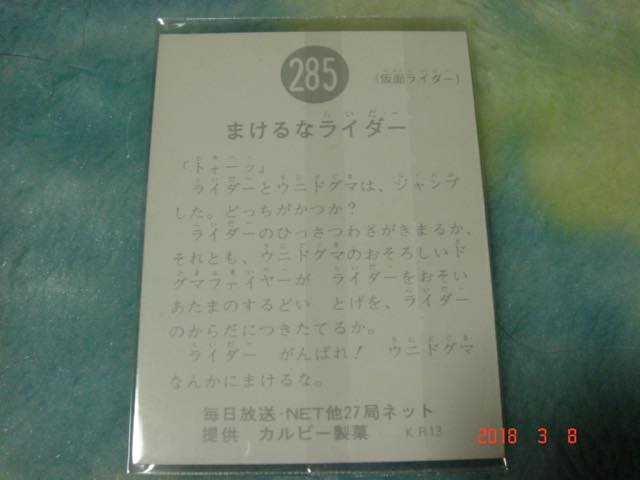 285
(仮面ライダー)
まけるなライダー
「トォーッ」
ライダーとウニドグマは、ジャンプ
した。どっちがかつか?
ライダーのひっさつわざがきまるか、
それとも、ウニドグマのおそろしいド
グマファイヤーが ライダーをおそい
あたまのするどい とげを、ライダー
のからだにつきたてるか。
ライダー がんばれ! ウニドグマ
なんかにまけるな。
毎日放送・NET他27局ネット
提供 カルビー製菓 KR13
2018 3 8